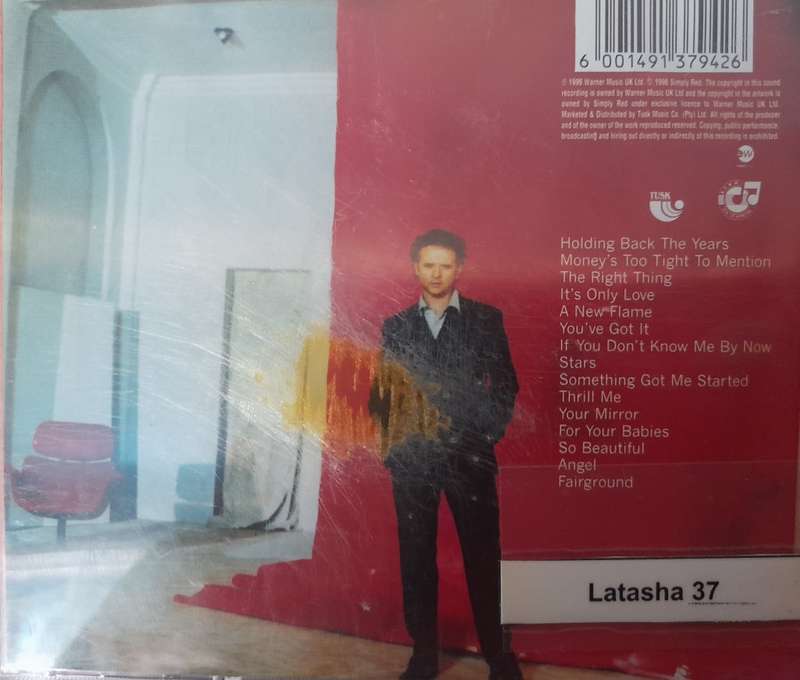 6 001491 379426
℗ 1996 Warner Music UK Ltd. © 1996 Simply Red. The copyright in this sound
recording is owned by Warner Music UK Ltd and the copyright in the artwork is
owned by Simply Red under exclusive licence to Warner Music UK Ltd.
Marketed & Distributed by Tusk Music Co. (Pty) Ltd. All rights of the producer
and of the owner of the work reproduced reserved. Copying, public performance,
broadcasting and hiring out directly or indirectly of this recording is prohibited.
ew
TUSK
Holding Back The Years
Money's Too Tight To Mention
The Right Thing
It's Only Love
A New Flame
You've Got It
If You Don't Know Me By Now
Stars
Something Got Me Started
Thrill Me
Your Mirror
For Your Babies
So Beautiful
Angel
Fairground
Latasha 37